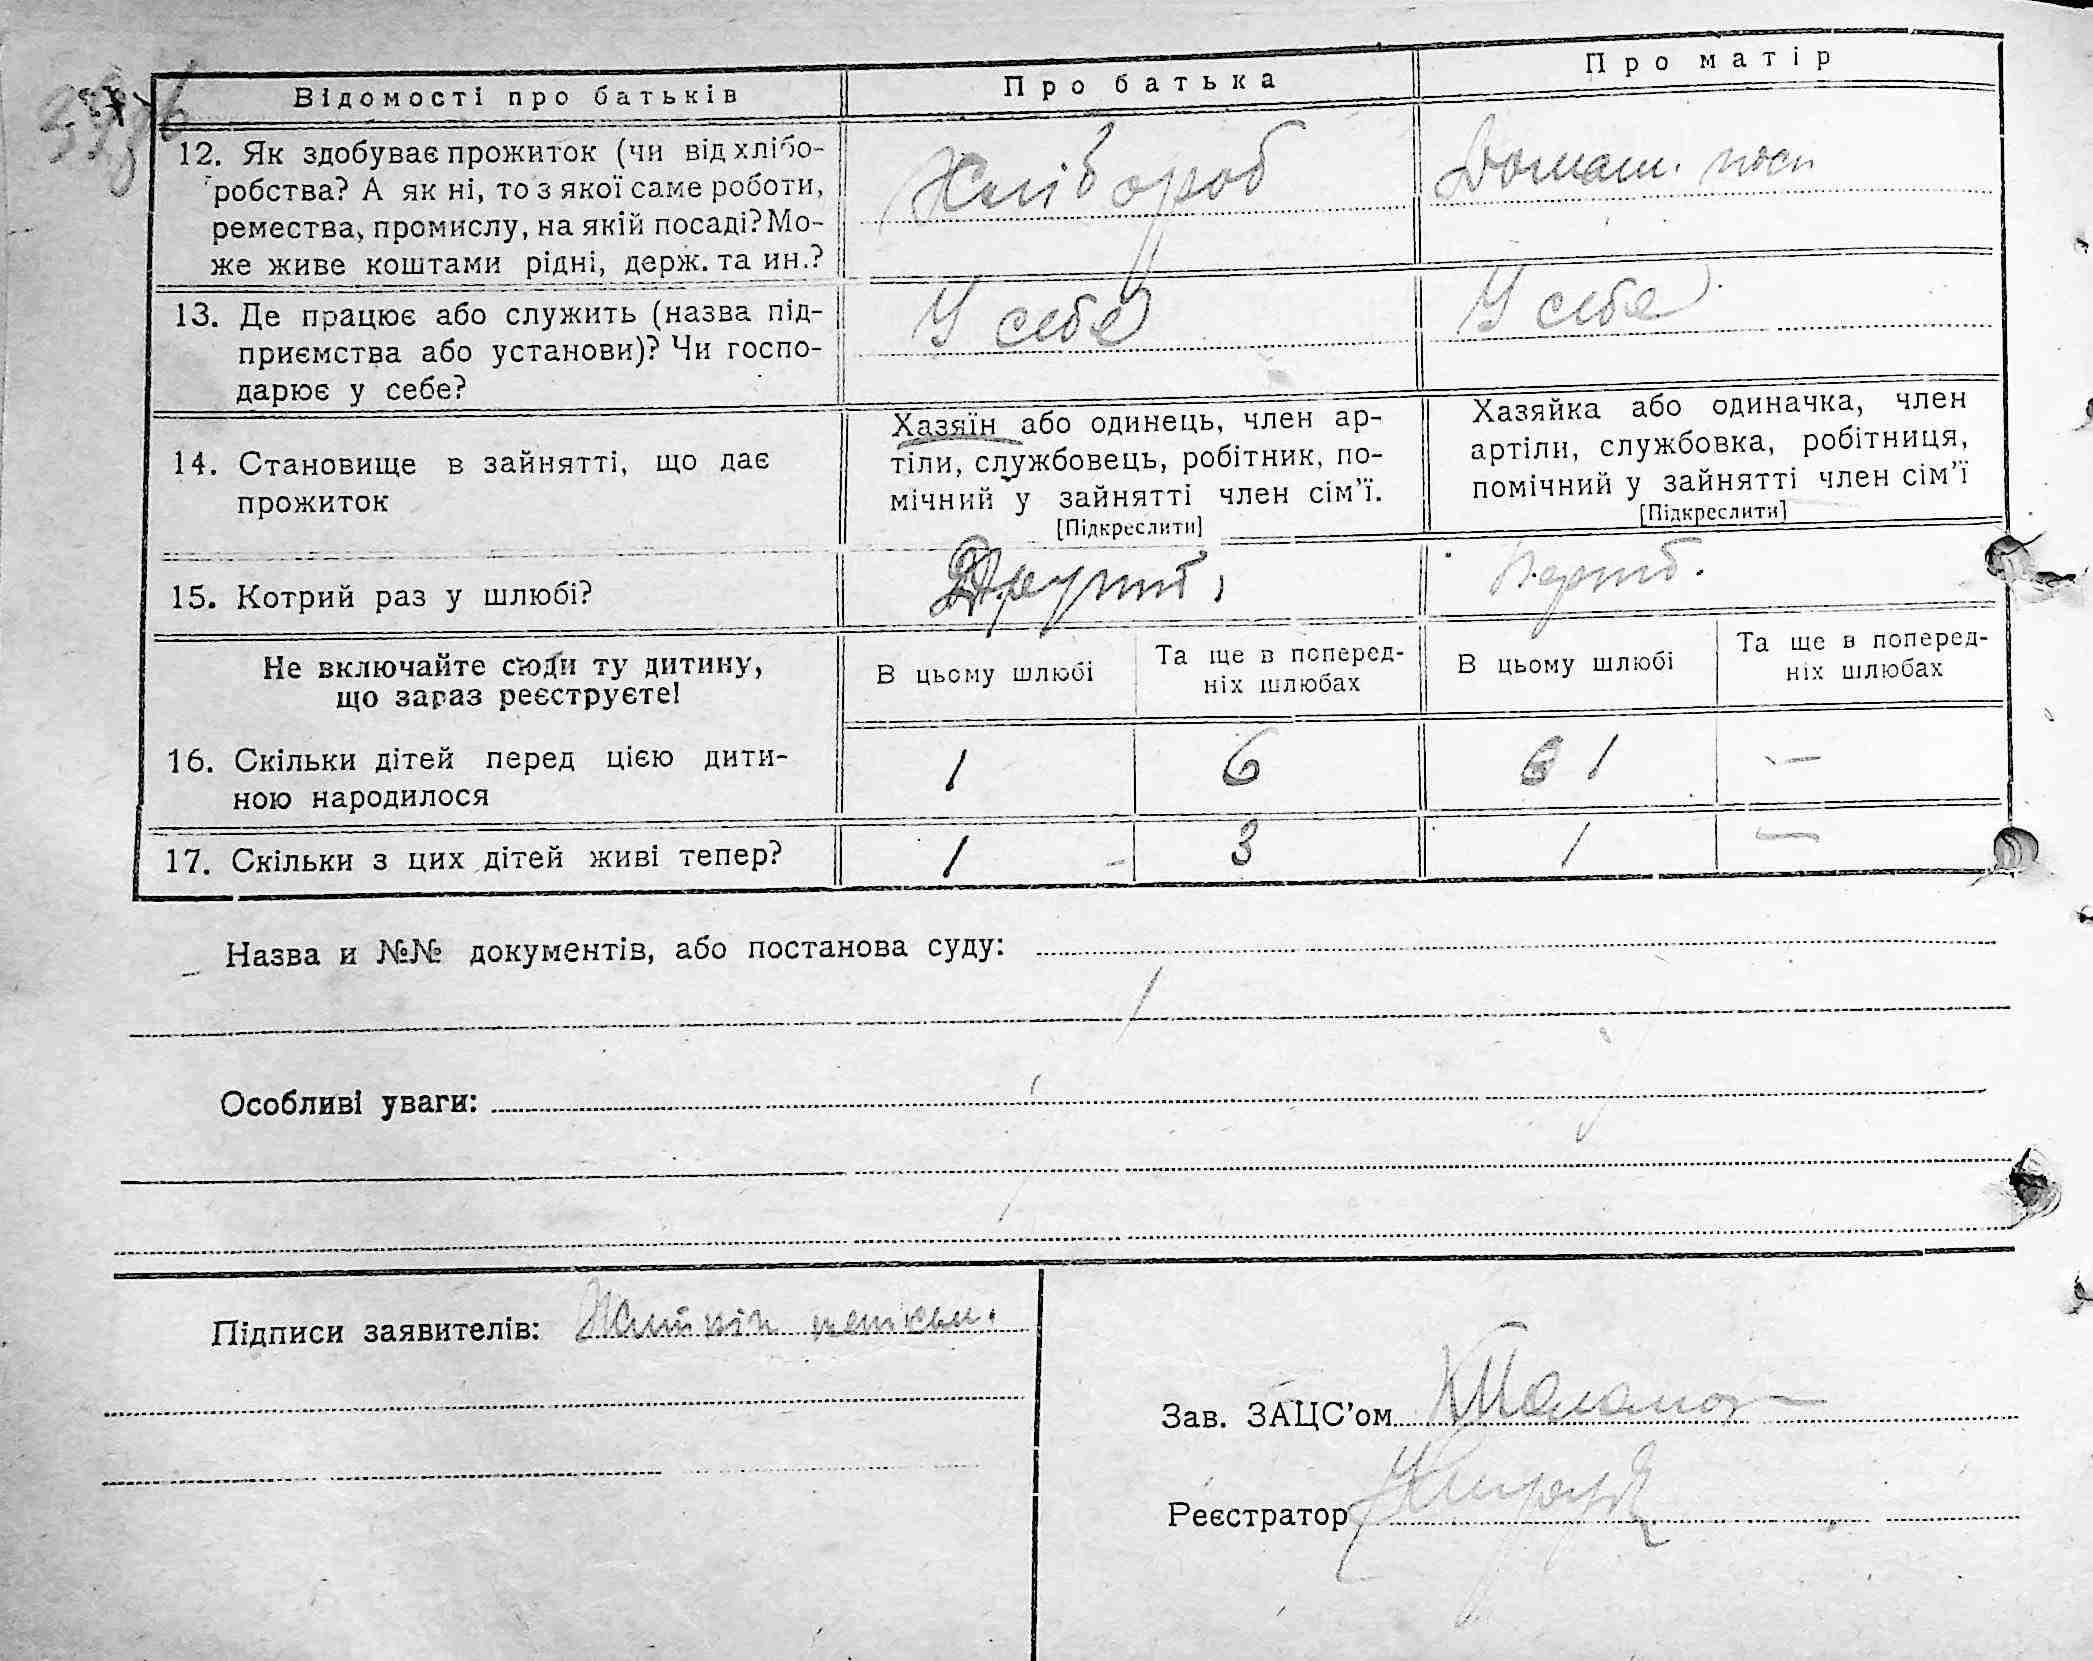 Відомості про батьків
Про батька
Про матір
12. Як здобуває прожиток (чи від хлібо-
робства? А як ні, то з якої саме роботи,
ремества, промислу, на якій посаді? Мо-
же живе коштами рідні, держ. та ин.?
Хлібороб
Домаш. посп
13. Де працює або служить (назва під-
приємства або установи)? Чи госпо-
дарює у себе?
У себе
У себе
14. Становище в зайнятті, що дає
прожиток
Хазяїн або одинець, член ар-
тіли, службовець, робітник, по-
мічний у зайнятті член сім'ї.
[Підкреслити]
Хазяйка або одиначка, член
артіли, службовка, робітниця,
помічний у зайнятті член сім'ї
[Підкреслити]
15. Котрий раз у шлюбі?
Не включайте сюди ту дитину,
що зараз реєструєте!
В цьому шлюбі
Та ще в поперед-
ніх шлюбах
В цьому шлюбі
Та ще в поперед-
ніх шлюбах
16. Скільки дітей перед цією дити-
ною народилося
1
6
1
—
17. Скільки з цих дітей живі тепер?
1
3
1
—
Назва и №№ документів, або постанова суду:
Особливі уваги:
Підписи заявителів:
Зав. ЗАЦС'ом
Реєстратор